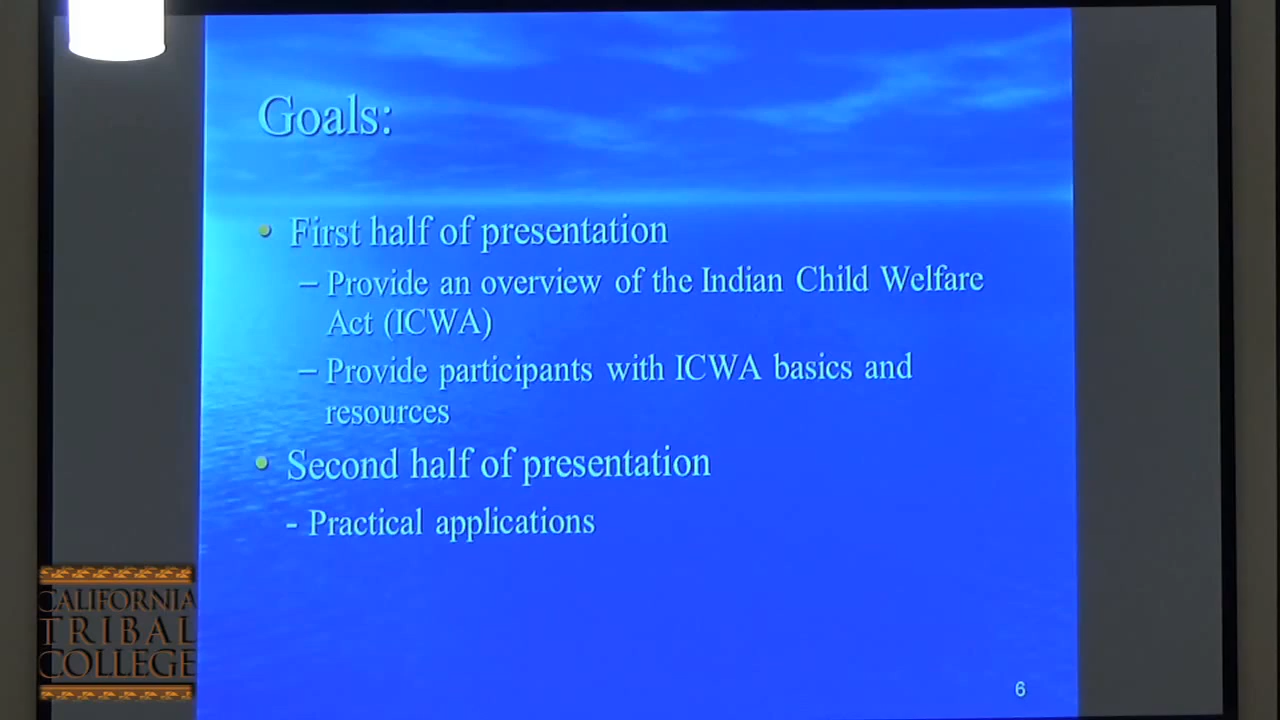 Goals:
• First half of presentation
– Provide an overview of the Indian Child Welfare
Act (ICWA)
– Provide participants with ICWA basics and
resources
• Second half of presentation
- Practical applications
6
CALIFORNIA
TRIBAL
COLLEGE